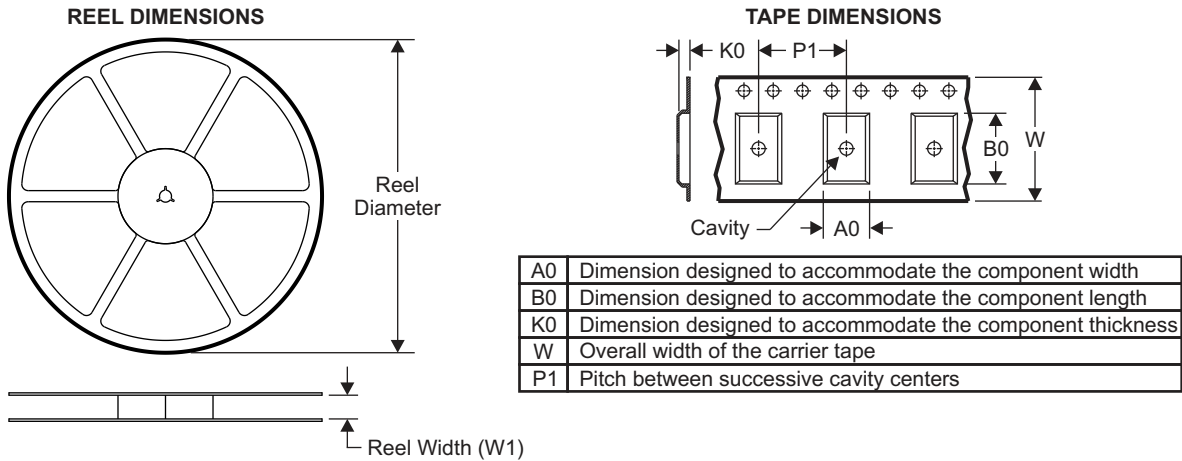 REEL DIMENSIONS
Reel
Diameter
Reel Width (W1)
TAPE DIMENSIONS
K0
P1
B0
W
Cavity
A0
A0 Dimension designed to accommodate the component width
B0 Dimension designed to accommodate the component length
K0 Dimension designed to accommodate the component thickness
W Overall width of the carrier tape
P1 Pitch between successive cavity centers